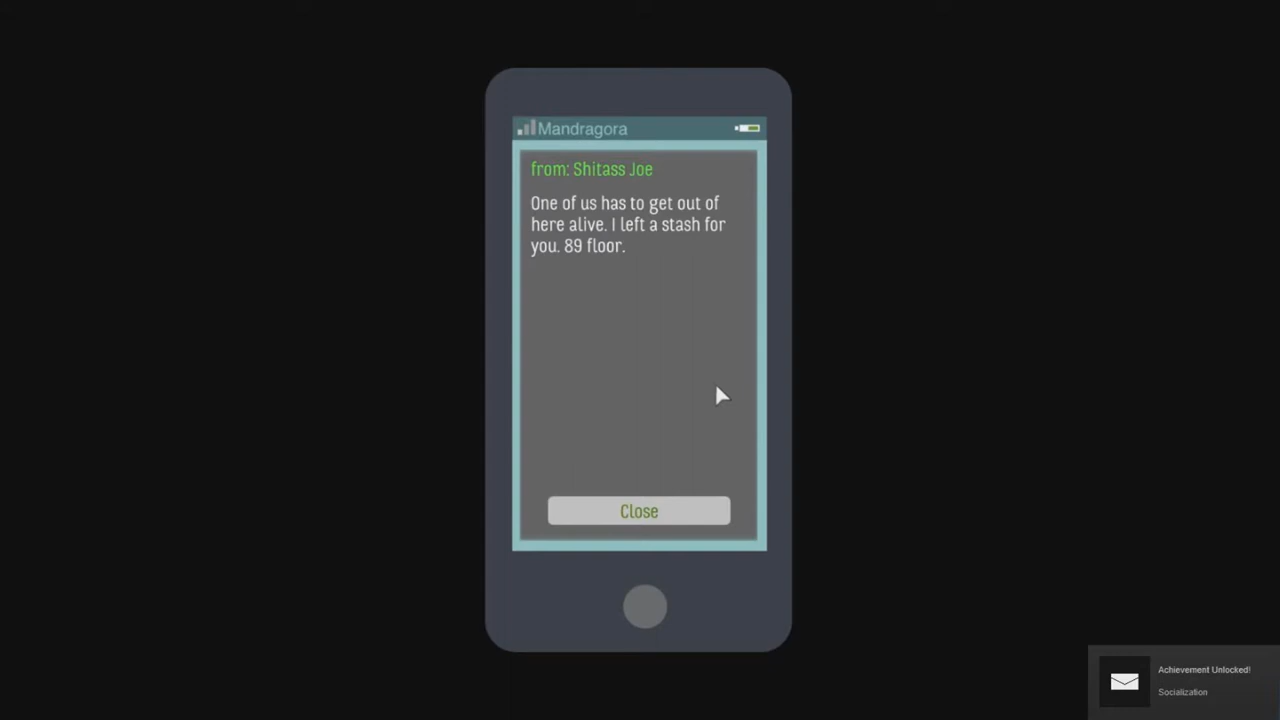 Mandragora
from: Shitass Joe
One of us has to get out of
here alive. I left a stash for
you. 89 floor.
Close
Achievement Unlocked!
Socialization